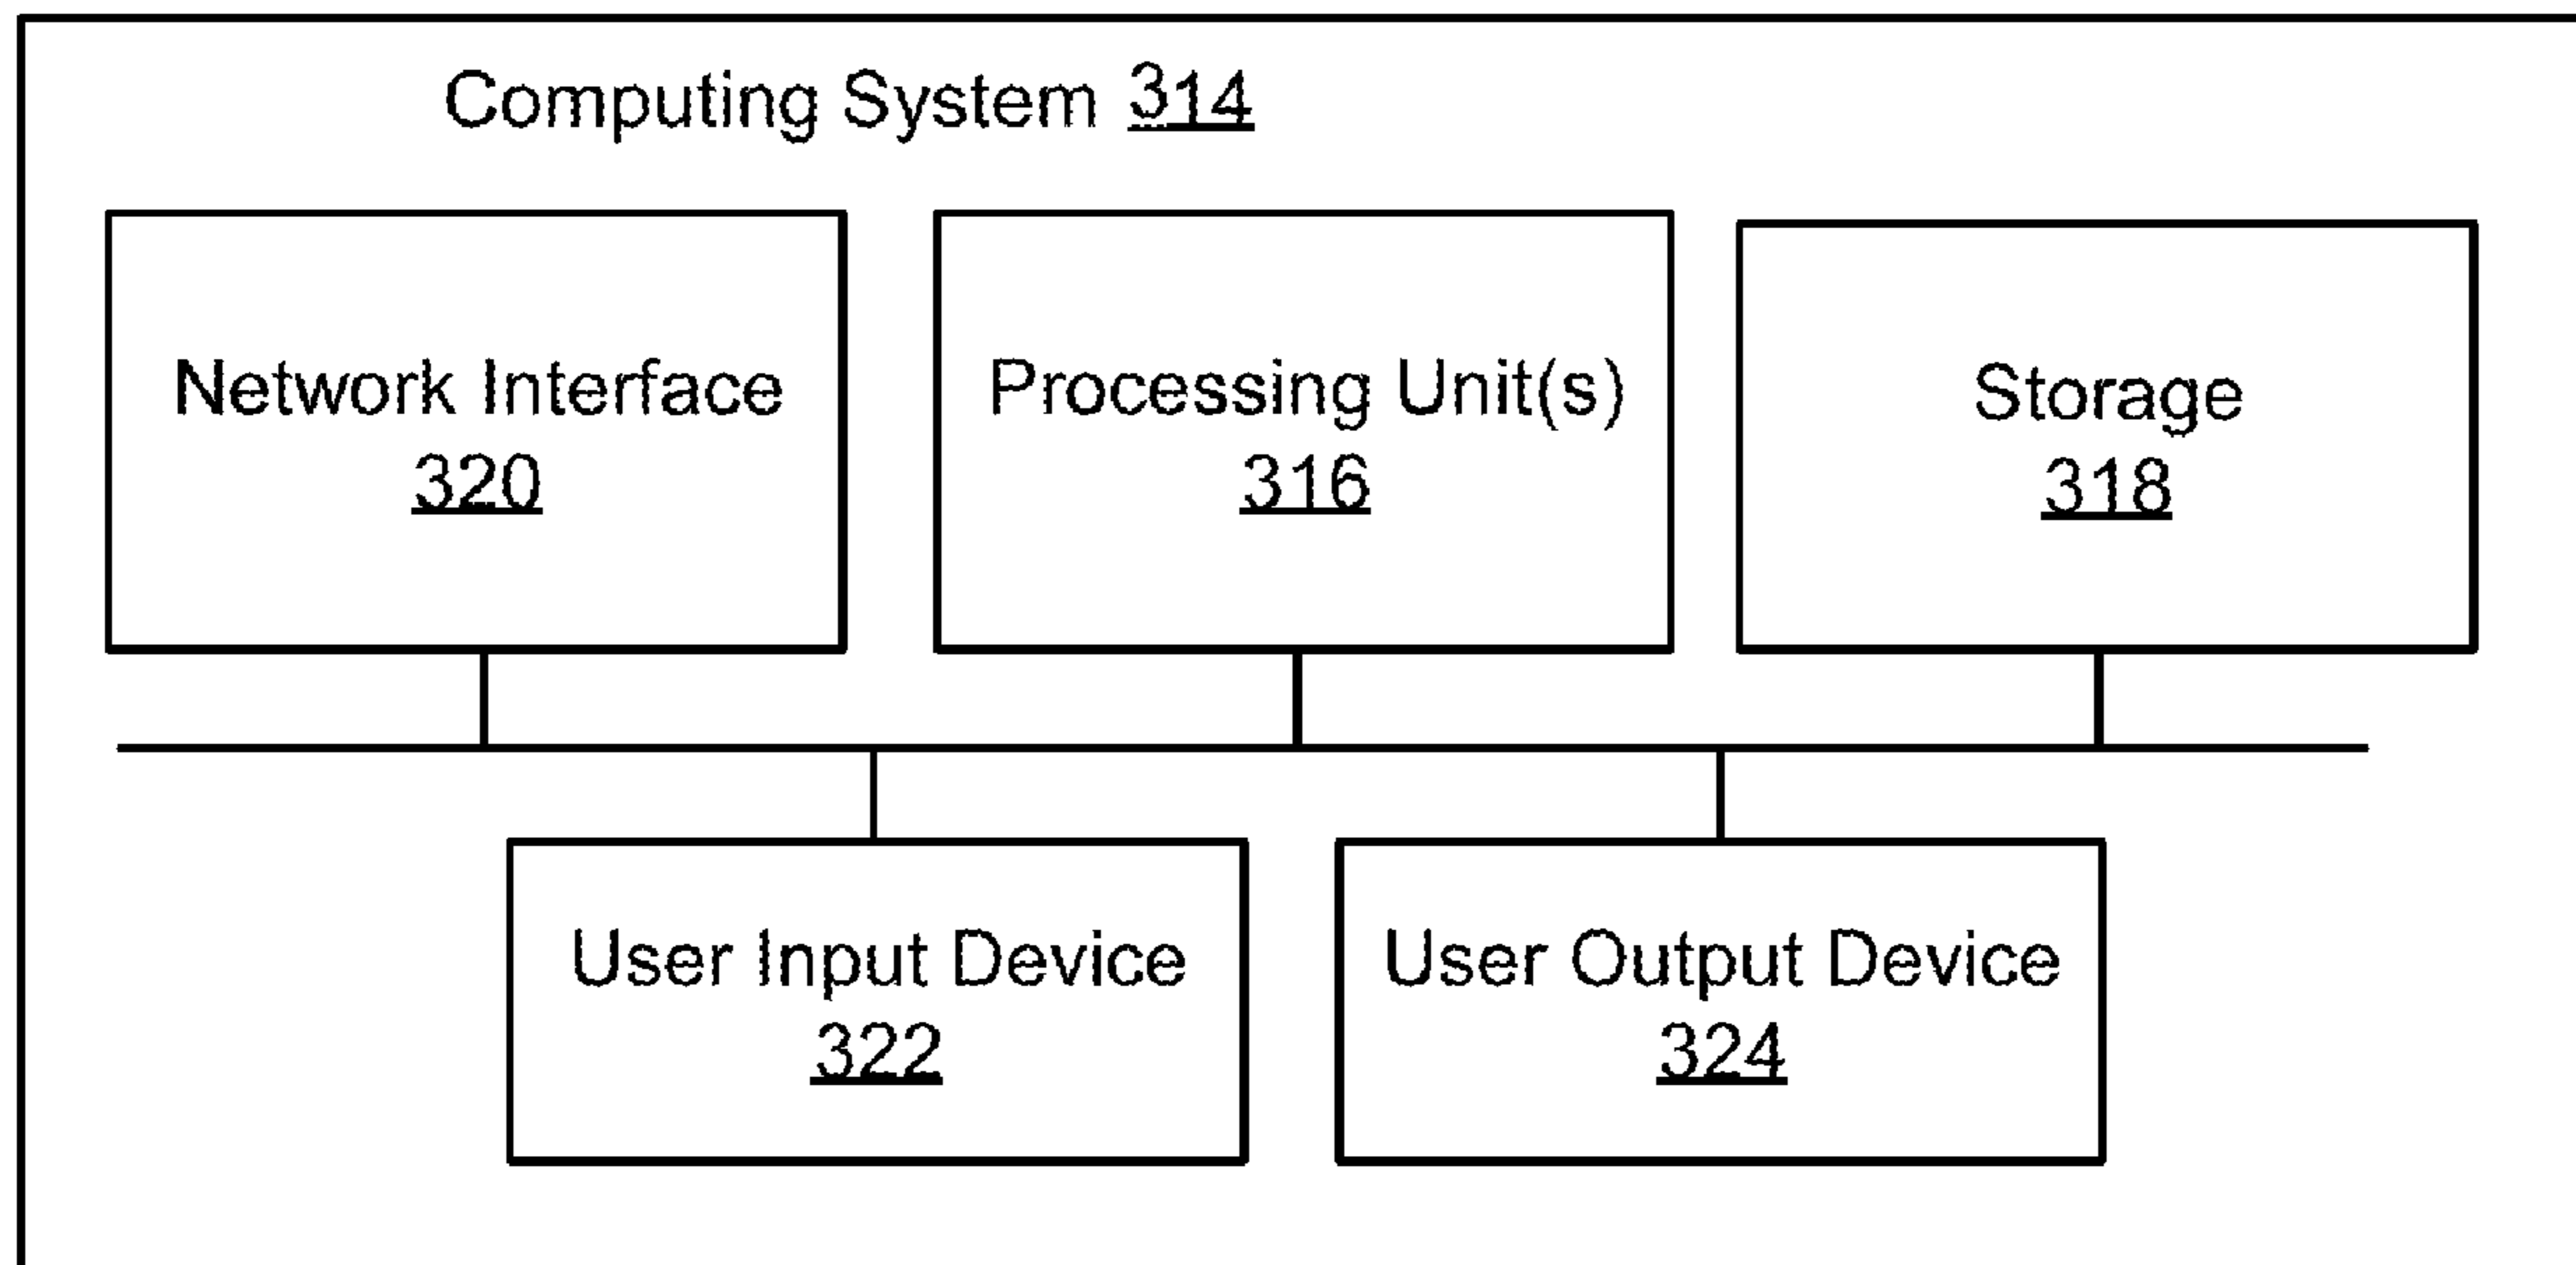 Computing System 314
Network Interface
320
Processing Unit(s)
316
Storage
318
User Input Device
322
User Output Device
324